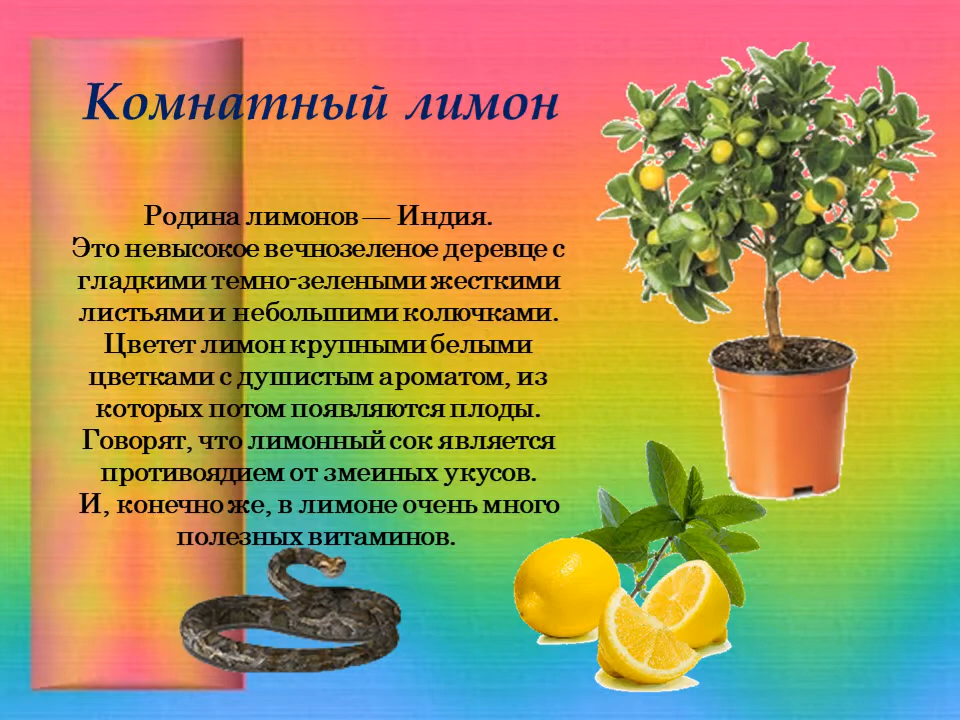 Комнатный лимон
Родина лимонов — Индия.
Это невысокое вечнозеленое деревце с
гладкими темно-зелеными жесткими
листьями и небольшими колючками.
Цветет лимон крупными белыми
цветками с душистым ароматом, из
которых потом появляются плоды.
Говорят, что лимонный сок является
противоядием от змеиных укусов.
И, конечно же, в лимоне очень много
полезных витаминов.